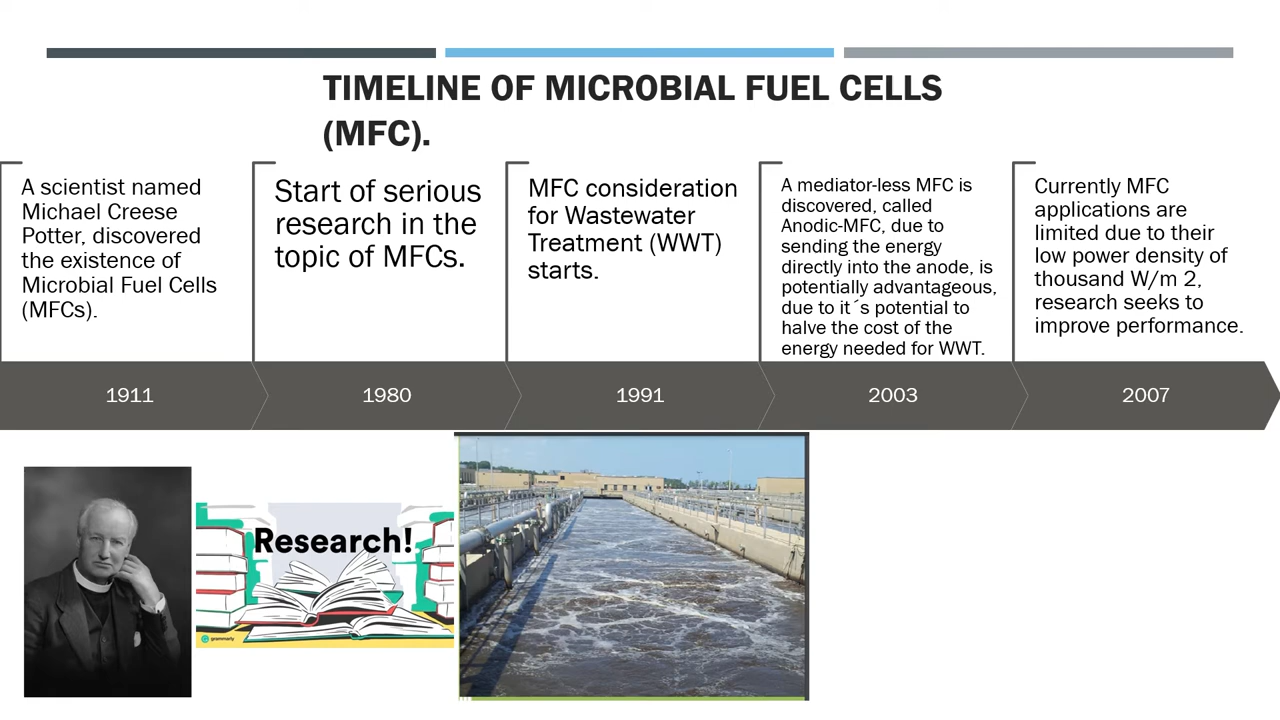 TIMELINE OF MICROBIAL FUEL CELLS
(MFC).
A scientist named
Michael Creese
Potter, discovered
the existence of
Microbial Fuel Cells
(MFCs).
Start of serious
research in the
topic of MFCs.
MFC consideration
for Wastewater
Treatment (WWT)
starts.
A mediator-less MFC is
discovered, called
Anodic-MFC, due to
sending the energy
directly into the anode, is
potentially advantageous,
due to it´s potential to
halve the cost of the
energy needed for WWT.
Currently MFC
applications are
limited due to their
low power density of
thousand W/m 2,
research seeks to
improve performance.
1911
1980
1991
2003
2007
Research!
grammarly